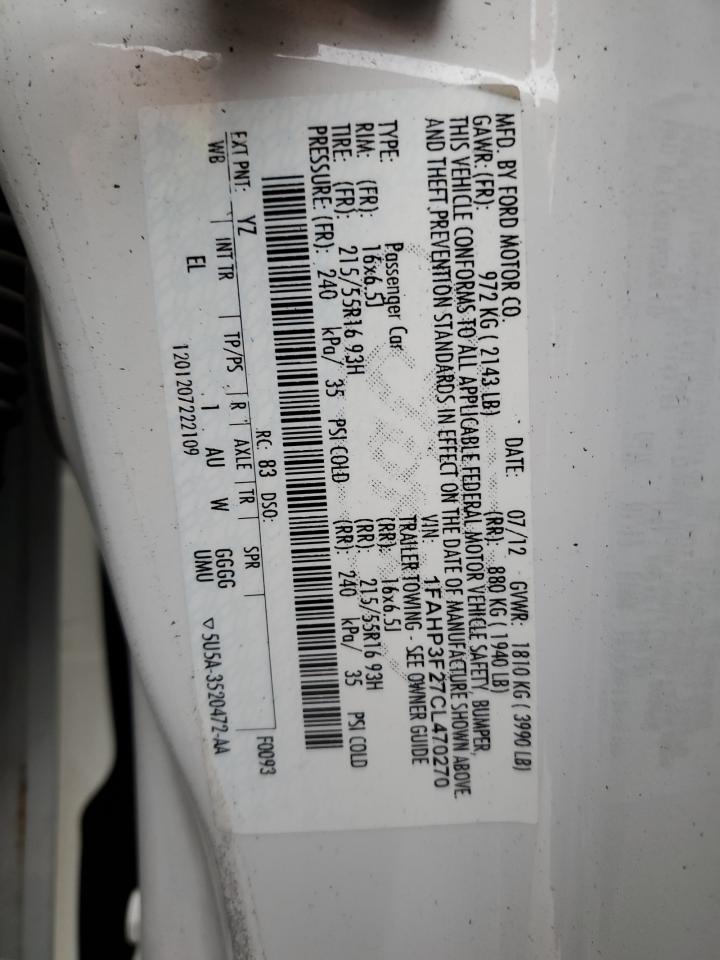 MFD. BY FORD MOTOR CO. DATE: 07/12 GVWR: 1810 KG ( 3990 LB)
GAWR: (FR): 972 KG ( 2143 LB) (RR): 880 KG ( 1940 LB)
THIS VEHICLE CONFORMS TO ALL APPLICABLE FEDERAL MOTOR VEHICLE SAFETY, BUMPER,
AND THEFT PREVENTION STANDARDS IN EFFECT ON THE DATE OF MANUFACTURE SHOWN ABOVE.
VIN: 1FAHP3F27CL470270
TYPE: Passenger Car TRAILER TOWING - SEE OWNER GUIDE
RIM: (FR): 16x6.5J (RR): 16x6.5J
TIRE: (FR): 215/55R16 93H (RR): 215/55R16 93H
PRESSURE: (FR): 240 kPa/ 35 PSI COLD (RR): 240 kPa/ 35 PSI COLD
F0093
EXT PNT: YZ RC: 83 DSO:
WB INT TR TP/PS R AXLE TR SPR
EL I AU W GGGG
UMU
1201207222109 ▽5U5A-3520472-AA